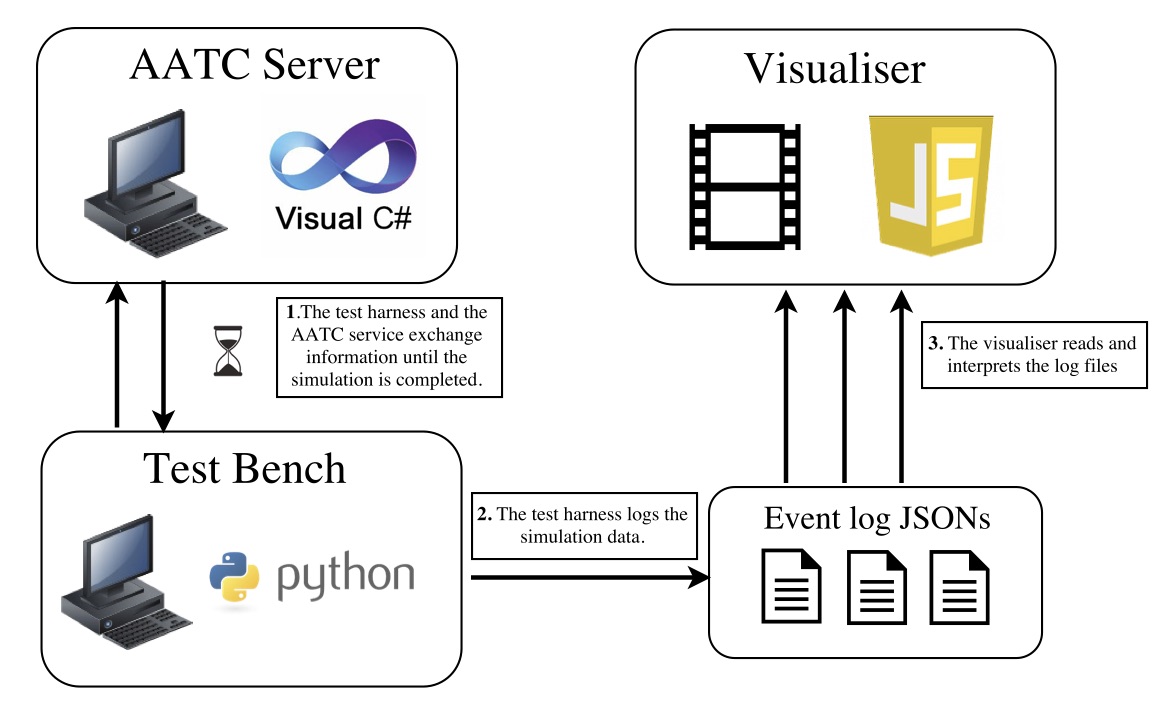 AATC Server
Visual C#
1.The test harness and the
AATC service exchange
information until the
simulation is completed.
Test Bench
python
2. The test harness logs the
simulation data.
Event log JSONs
3. The visualiser reads and
interprets the log files
Visualiser
JS